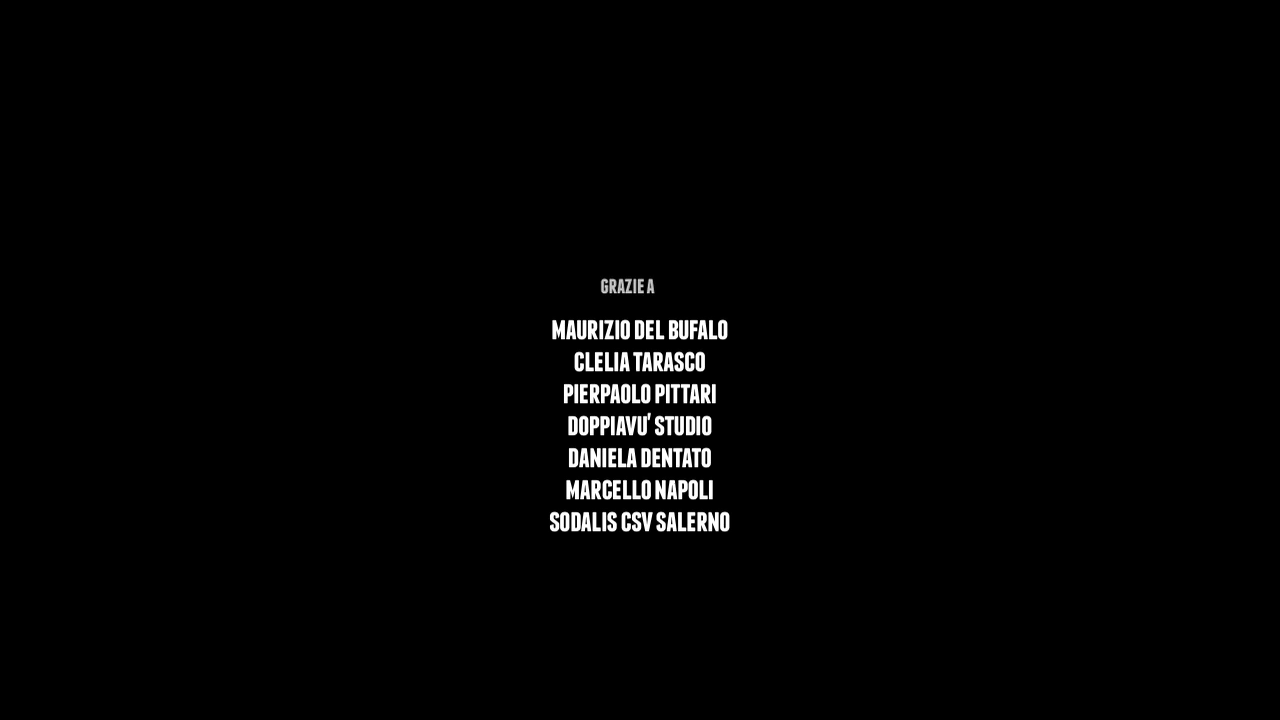 GRAZIE A
MAURIZIO DEL BUFALO
CLELIA TARASCO
PIERPAOLO PITTARI
DOPPIAVU' STUDIO
DANIELA DENTATO
MARCELLO NAPOLI
SODALIS CSV SALERNO